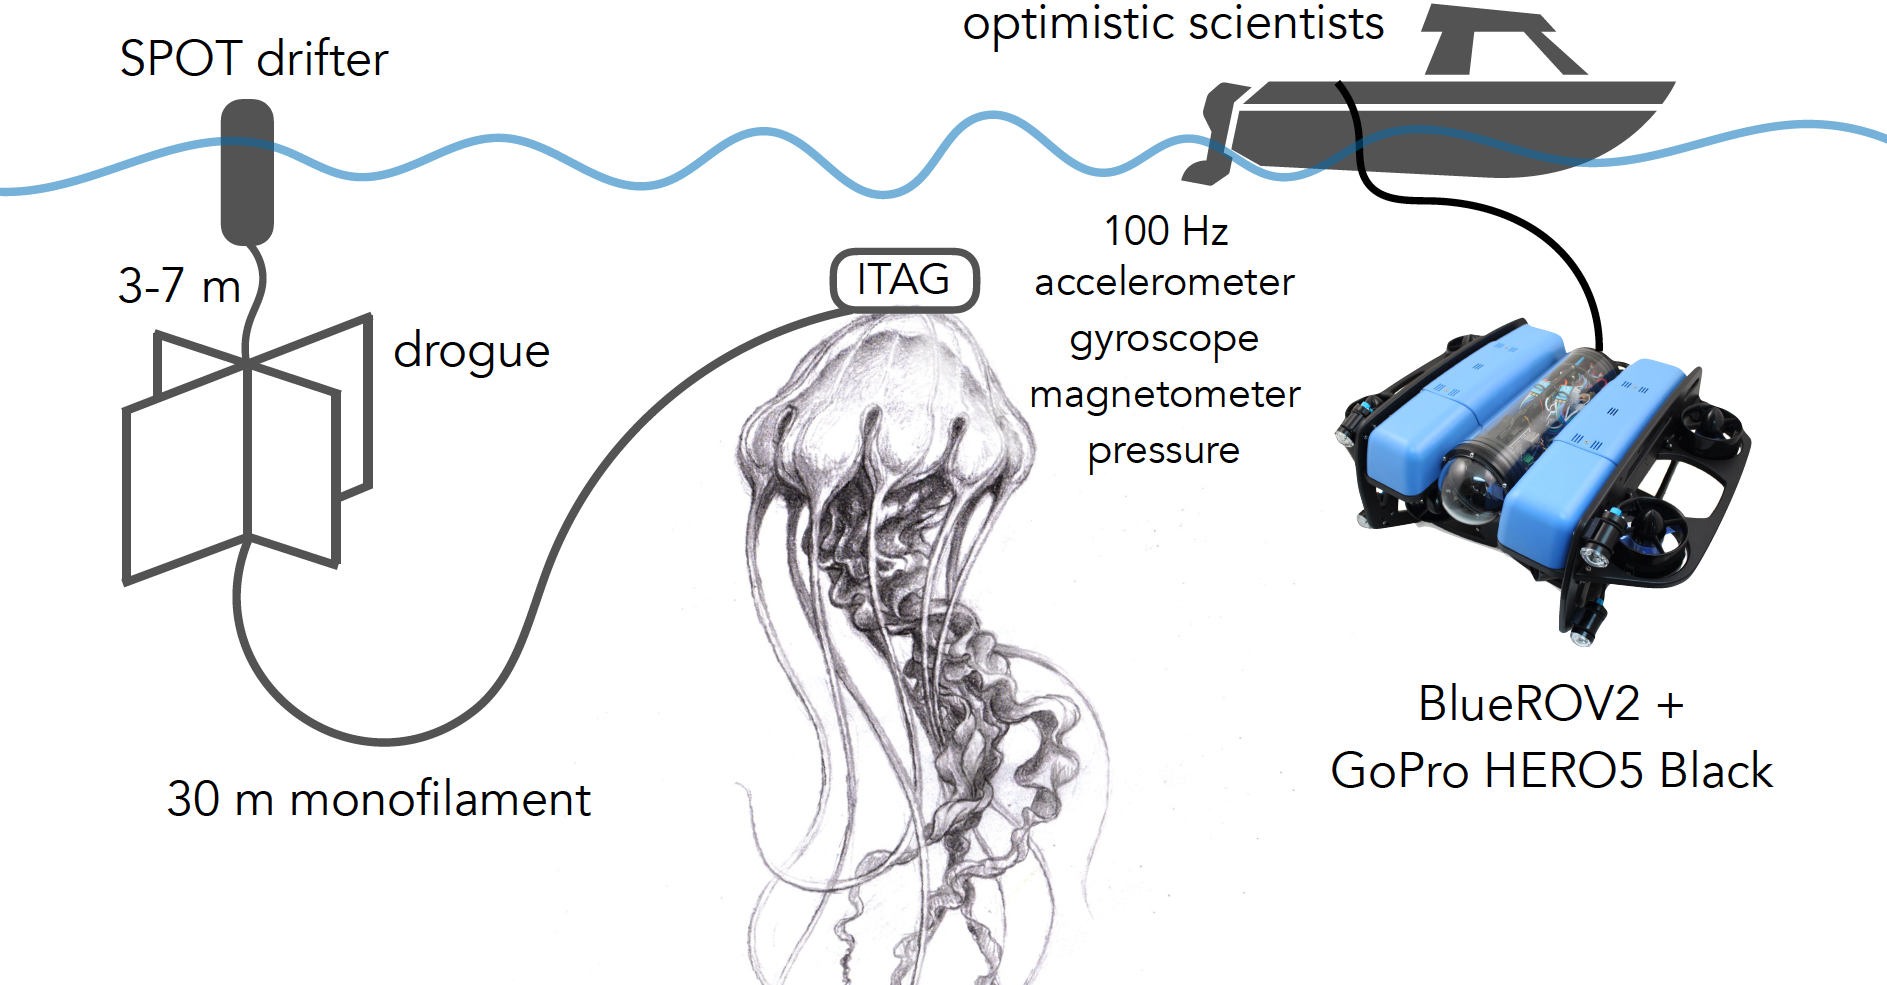 SPOT drifter
optimistic scientists
3-7 m
drogue
ITAG
100 Hz
accelerometer
gyroscope
magnetometer
pressure
30 m monofilament
BlueROV2 +
GoPro HERO5 Black